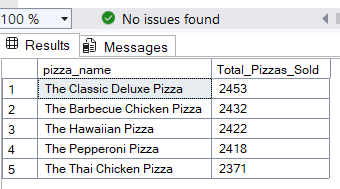 100 % No issues found
Results Messages
pizza_name Total_Pizzas_Sold
1 The Classic Deluxe Pizza 2453
2 The Barbecue Chicken Pizza 2432
3 The Hawaiian Pizza 2422
4 The Pepperoni Pizza 2418
5 The Thai Chicken Pizza 2371